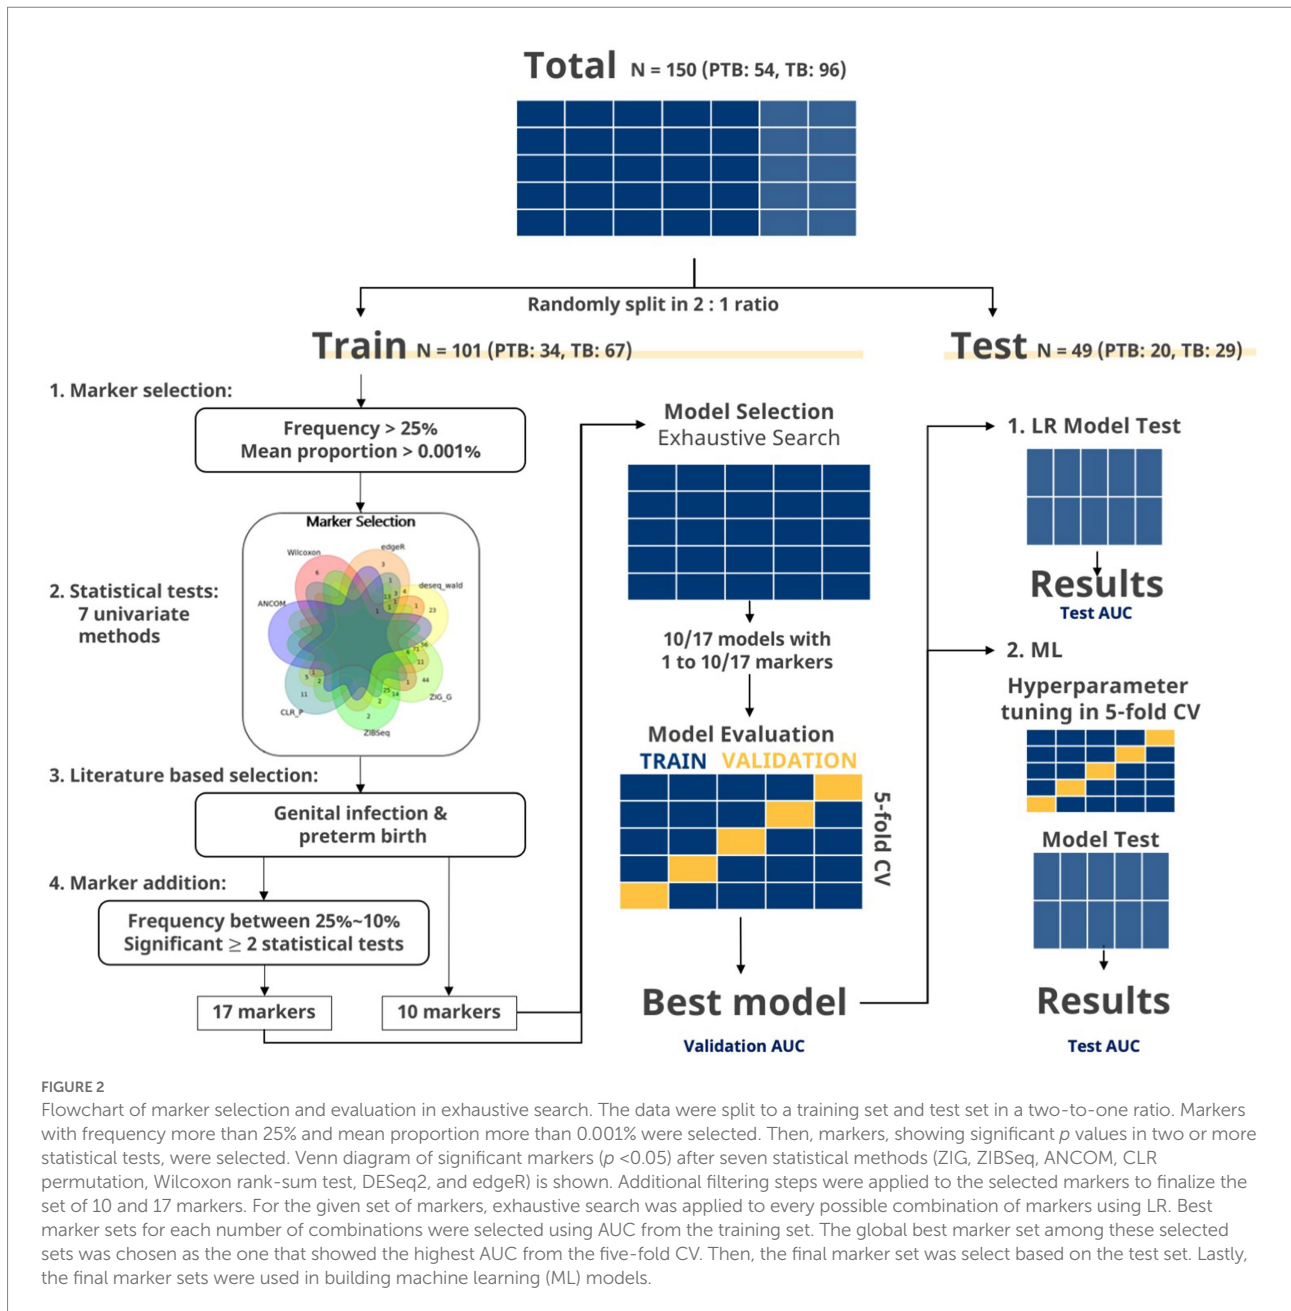 Total N = 150 (PTB: 54, TB: 96)
Randomly split in 2 : 1 ratio
Train N = 101 (PTB: 34, TB: 67)
Test N = 49 (PTB: 20, TB: 29)
1. Marker selection:
Frequency > 25%
Mean proportion > 0.001%
2. Statistical tests:
7 univariate
methods
Marker Selection
Wilcoxon
edgeR
deseq_wald
ANCOM
ZIG_G
CLR_P
ZIBSeq
3. Literature based selection:
Genital infection &
preterm birth
4. Marker addition:
Frequency between 25%~10%
Significant ≥ 2 statistical tests
17 markers
10 markers
Model Selection
Exhaustive Search
10/17 models with
1 to 10/17 markers
Model Evaluation
TRAIN VALIDATION
5-fold CV
Best model
Validation AUC
1. LR Model Test
Results
Test AUC
2. ML
Hyperparameter
tuning in 5-fold CV
Model Test
Results
Test AUC
FIGURE 2
Flowchart of marker selection and evaluation in exhaustive search. The data were split to a training set and test set in a two-to-one ratio. Markers
with frequency more than 25% and mean proportion more than 0.001% were selected. Then, markers, showing significant p values in two or more
statistical tests, were selected. Venn diagram of significant markers (p <0.05) after seven statistical methods (ZIG, ZIBSeq, ANCOM, CLR
permutation, Wilcoxon rank-sum test, DESeq2, and edgeR) is shown. Additional filtering steps were applied to the selected markers to finalize the
set of 10 and 17 markers. For the given set of markers, exhaustive search was applied to every possible combination of markers using LR. Best
marker sets for each number of combinations were selected using AUC from the training set. The global best marker set among these selected
sets was chosen as the one that showed the highest AUC from the five-fold CV. Then, the final marker set was select based on the test set. Lastly,
the final marker sets were used in building machine learning (ML) models.